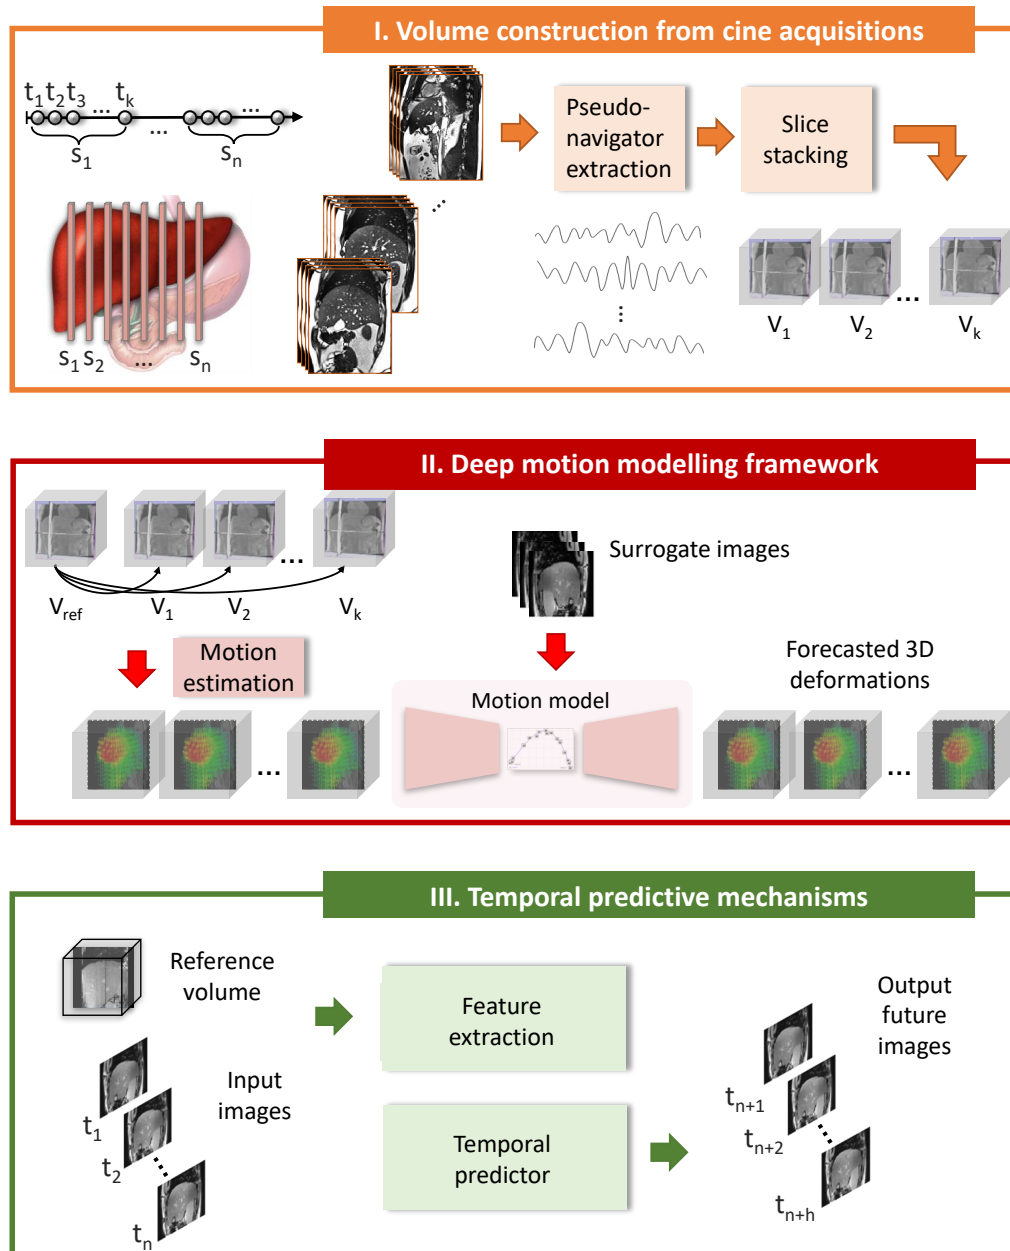 I. Volume construction from cine acquisitions
t1 t2 t3 ... tk
...
...
s1 sn
Pseudo-
navigator
extraction
Slice
stacking
...
...
...
V1 V2 Vk
s1 s2 ... sn
II. Deep motion modelling framework
Surrogate images
...
Vref V1 V2 Vk
Motion
estimation
Forecasted 3D
deformations
Motion model
...
...
III. Temporal predictive mechanisms
Reference
volume
Feature
extraction
Output
future
images
Input
images
t1
t2
tn
Temporal
predictor
tn+1
tn+2
tn+h